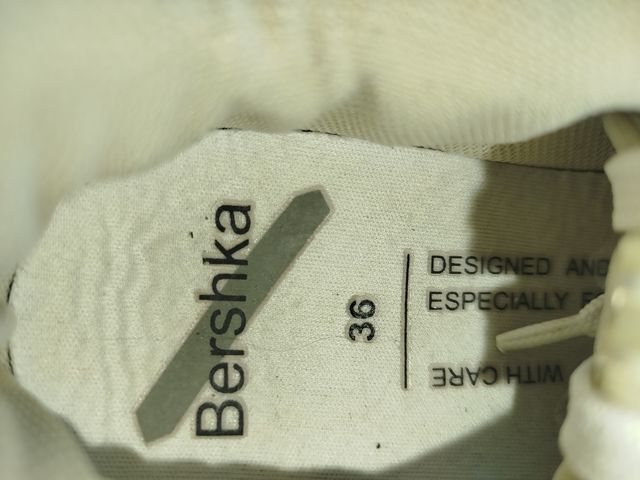 Bershka
36
DESIGNED AND
ESPECIALLY
WITH CARE